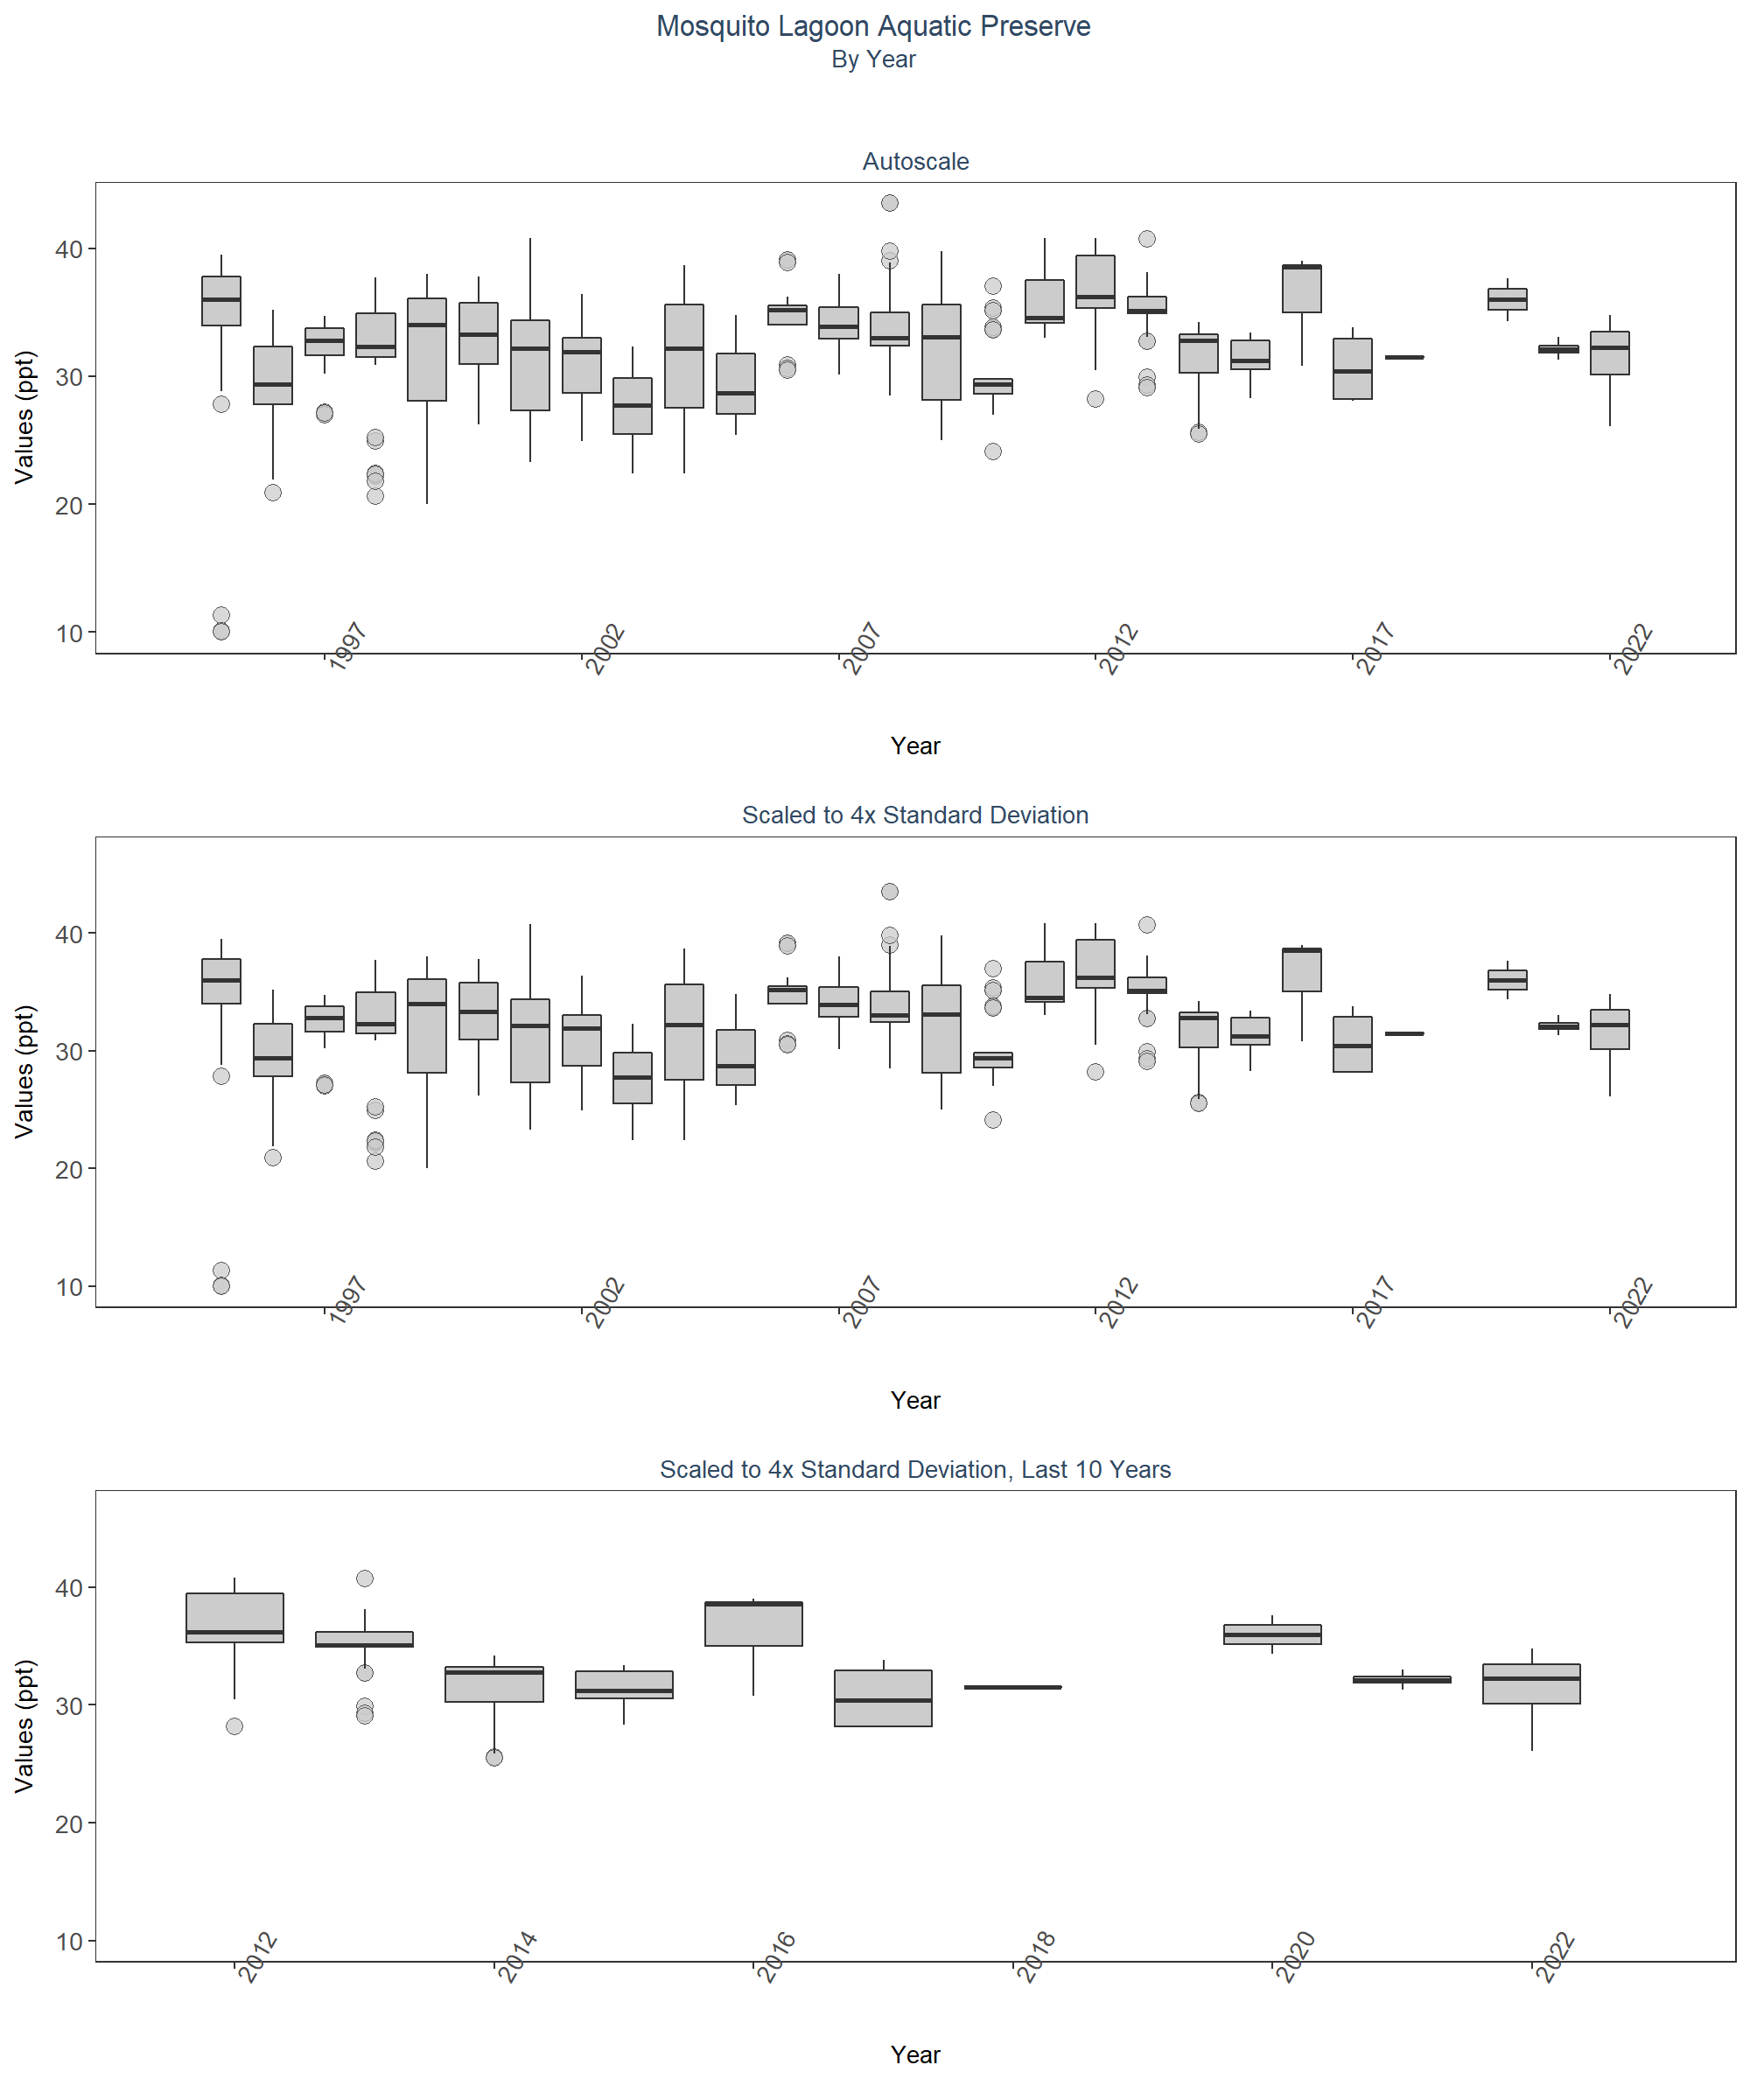 Mosquito Lagoon Aquatic Preserve
By Year
Autoscale
Values (ppt)
40
30
20
10
1997
2002
2007
2012
2017
2022
Year
Scaled to 4x Standard Deviation
Values (ppt)
40
30
20
10
1997
2002
2007
2012
2017
2022
Year
Scaled to 4x Standard Deviation, Last 10 Years
Values (ppt)
40
30
20
10
2012
2014
2016
2018
2020
2022
Year